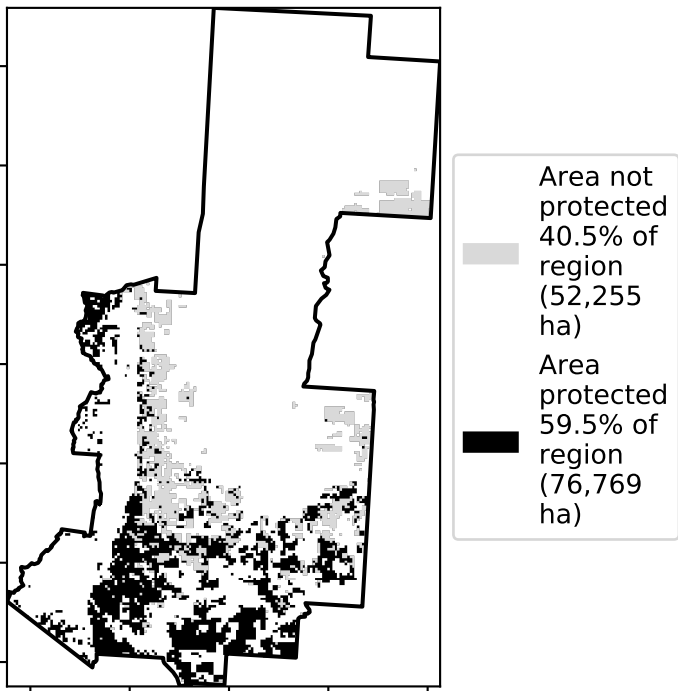 Area not
protected
40.5% of
region
(52,255
ha)
Area
protected
59.5% of
region
(76,769
ha)